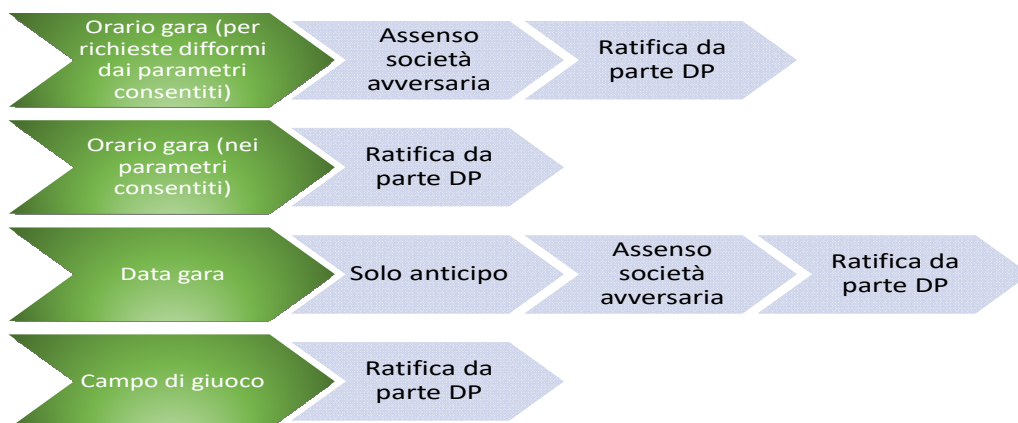 Orario gara (per
richieste difformi
dai parametri
consentiti)
Assenso
società
avversaria
Ratifica da
parte DP
Orario gara (nei
parametri
consentiti)
Ratifica da
parte DP
Data gara
Solo anticipo
Assenso
società
avversaria
Ratifica da
parte DP
Campo di giuoco
Ratifica da
parte DP